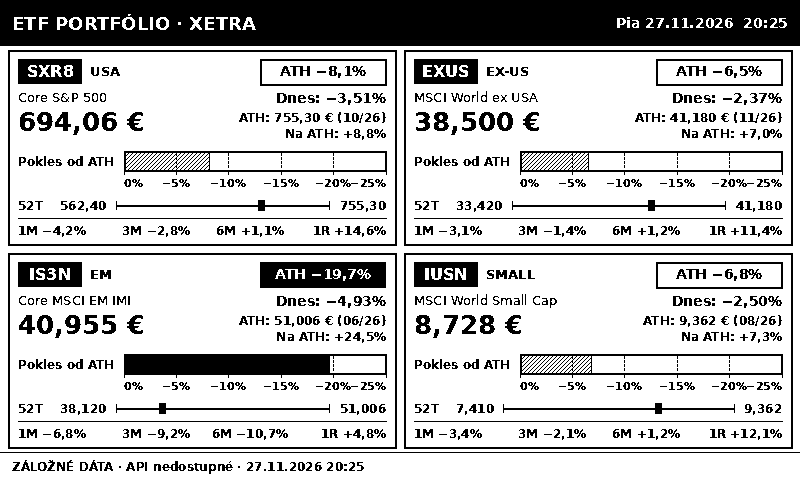 ETF PORTFÓLIO · XETRA
Pia 27.11.2026 20:25
SXR8 USA ATH −8,1%
Core S&P 500 Dnes: −3,51%
694,06 € ATH: 755,30 € (10/26)
Na ATH: +8,8%
Pokles od ATH
0% −5% −10% −15% −20% −25%
52T 562,40 755,30
1M −4,2% 3M −2,8% 6M +1,1% 1R +14,6%
EXUS EX-US ATH −6,5%
MSCI World ex USA Dnes: −2,37%
38,500 € ATH: 41,180 € (11/26)
Na ATH: +7,0%
Pokles od ATH
0% −5% −10% −15% −20% −25%
52T 33,420 41,180
1M −3,1% 3M −1,4% 6M +1,2% 1R +11,4%
IS3N EM ATH −19,7%
Core MSCI EM IMI Dnes: −4,93%
40,955 € ATH: 51,006 € (06/26)
Na ATH: +24,5%
Pokles od ATH
0% −5% −10% −15% −20% −25%
52T 38,120 51,006
1M −6,8% 3M −9,2% 6M −10,7% 1R +4,8%
IUSN SMALL ATH −6,8%
MSCI World Small Cap Dnes: −2,50%
8,728 € ATH: 9,362 € (08/26)
Na ATH: +7,3%
Pokles od ATH
0% −5% −10% −15% −20% −25%
52T 7,410 9,362
1M −3,4% 3M −2,1% 6M +1,2% 1R +12,1%
ZÁLOŽNÉ DÁTA · API nedostupné · 27.11.2026 20:25